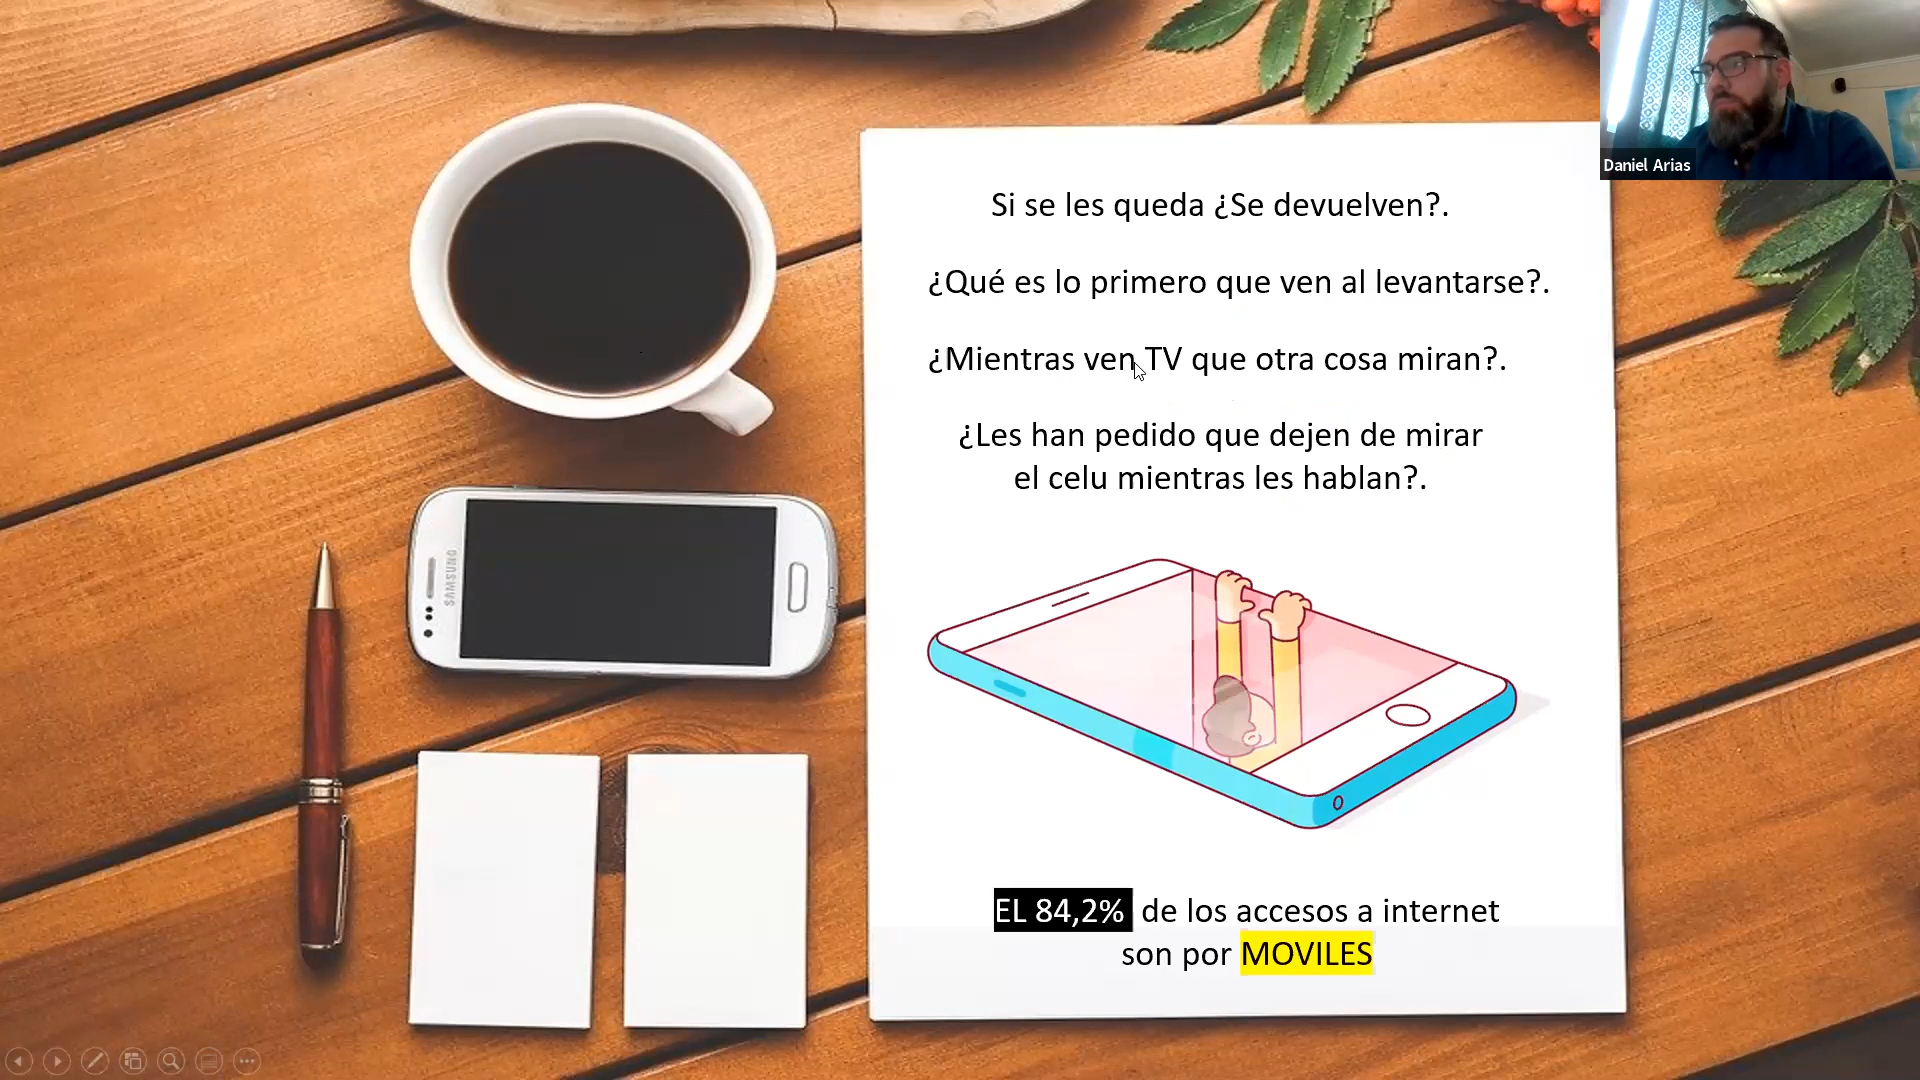 Daniel Arias
Si se les queda ¿Se devuelven?.
¿Qué es lo primero que ven al levantarse?.
¿Mientras ven TV que otra cosa miran?.
¿Les han pedido que dejen de mirar
el celu mientras les hablan?.
SAMSUNG
EL 84,2% de los accesos a internet
son por MOVILES